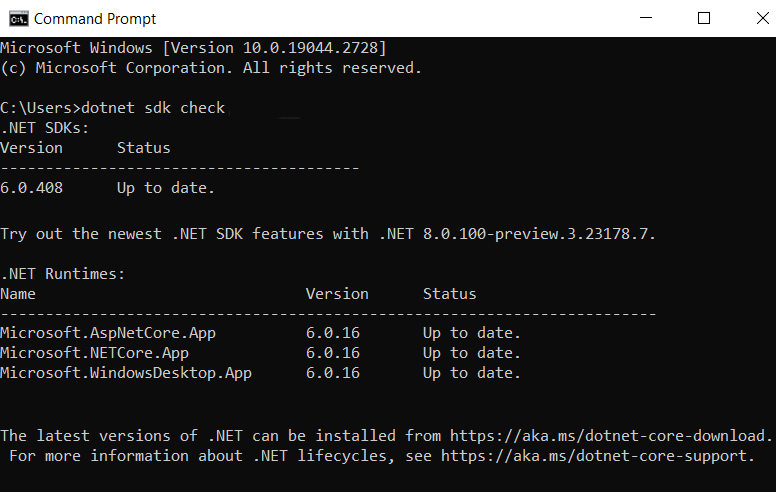 Command Prompt
Microsoft Windows [Version 10.0.19044.2728]
(c) Microsoft Corporation. All rights reserved.
C:\Users>dotnet sdk check
.NET SDKs:
Version      Status
----------------------------------------
6.0.408      Up to date.
Try out the newest .NET SDK features with .NET 8.0.100-preview.3.23178.7.
.NET Runtimes:
Name                              Version      Status
-------------------------------------------------------------------------
Microsoft.AspNetCore.App          6.0.16       Up to date.
Microsoft.NETCore.App             6.0.16       Up to date.
Microsoft.WindowsDesktop.App      6.0.16       Up to date.
The latest versions of .NET can be installed from https://aka.ms/dotnet-core-download.
 For more information about .NET lifecycles, see https://aka.ms/dotnet-core-support.